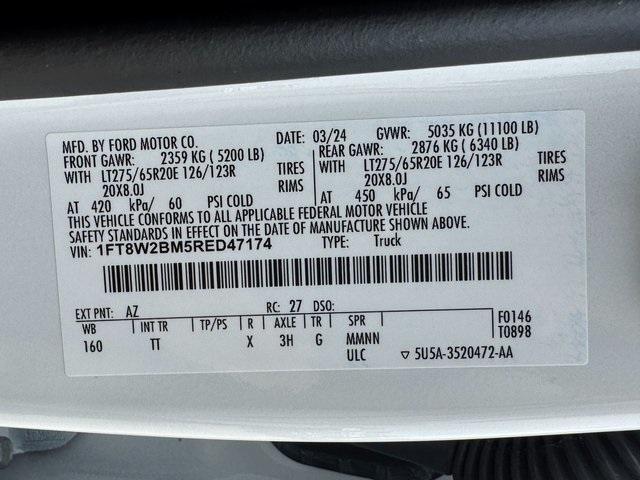 MFD. BY FORD MOTOR CO.
DATE: 03/24 GVWR: 5035 KG (11100 LB)
FRONT GAWR: 2359 KG ( 5200 LB)
REAR GAWR: 2876 KG ( 6340 LB)
WITH LT275/65R20E 126/123R TIRES
WITH LT275/65R20E 126/123R TIRES
20X8.0J RIMS
20X8.0J RIMS
AT 420 kPa/ 60 PSI COLD
AT 450 kPa/ 65 PSI COLD
THIS VEHICLE CONFORMS TO ALL APPLICABLE FEDERAL MOTOR VEHICLE
SAFETY STANDARDS IN EFFECT ON THE DATE OF MANUFACTURE SHOWN ABOVE.
VIN: 1FT8W2BM5RED47174
TYPE: Truck
EXT PNT: AZ RC: 27 DSO:
WB INT TR TP/PS R AXLE TR SPR
160 TT X 3H G MMNN
ULC
F0146
T0898
▽ 5U5A-3520472-AA